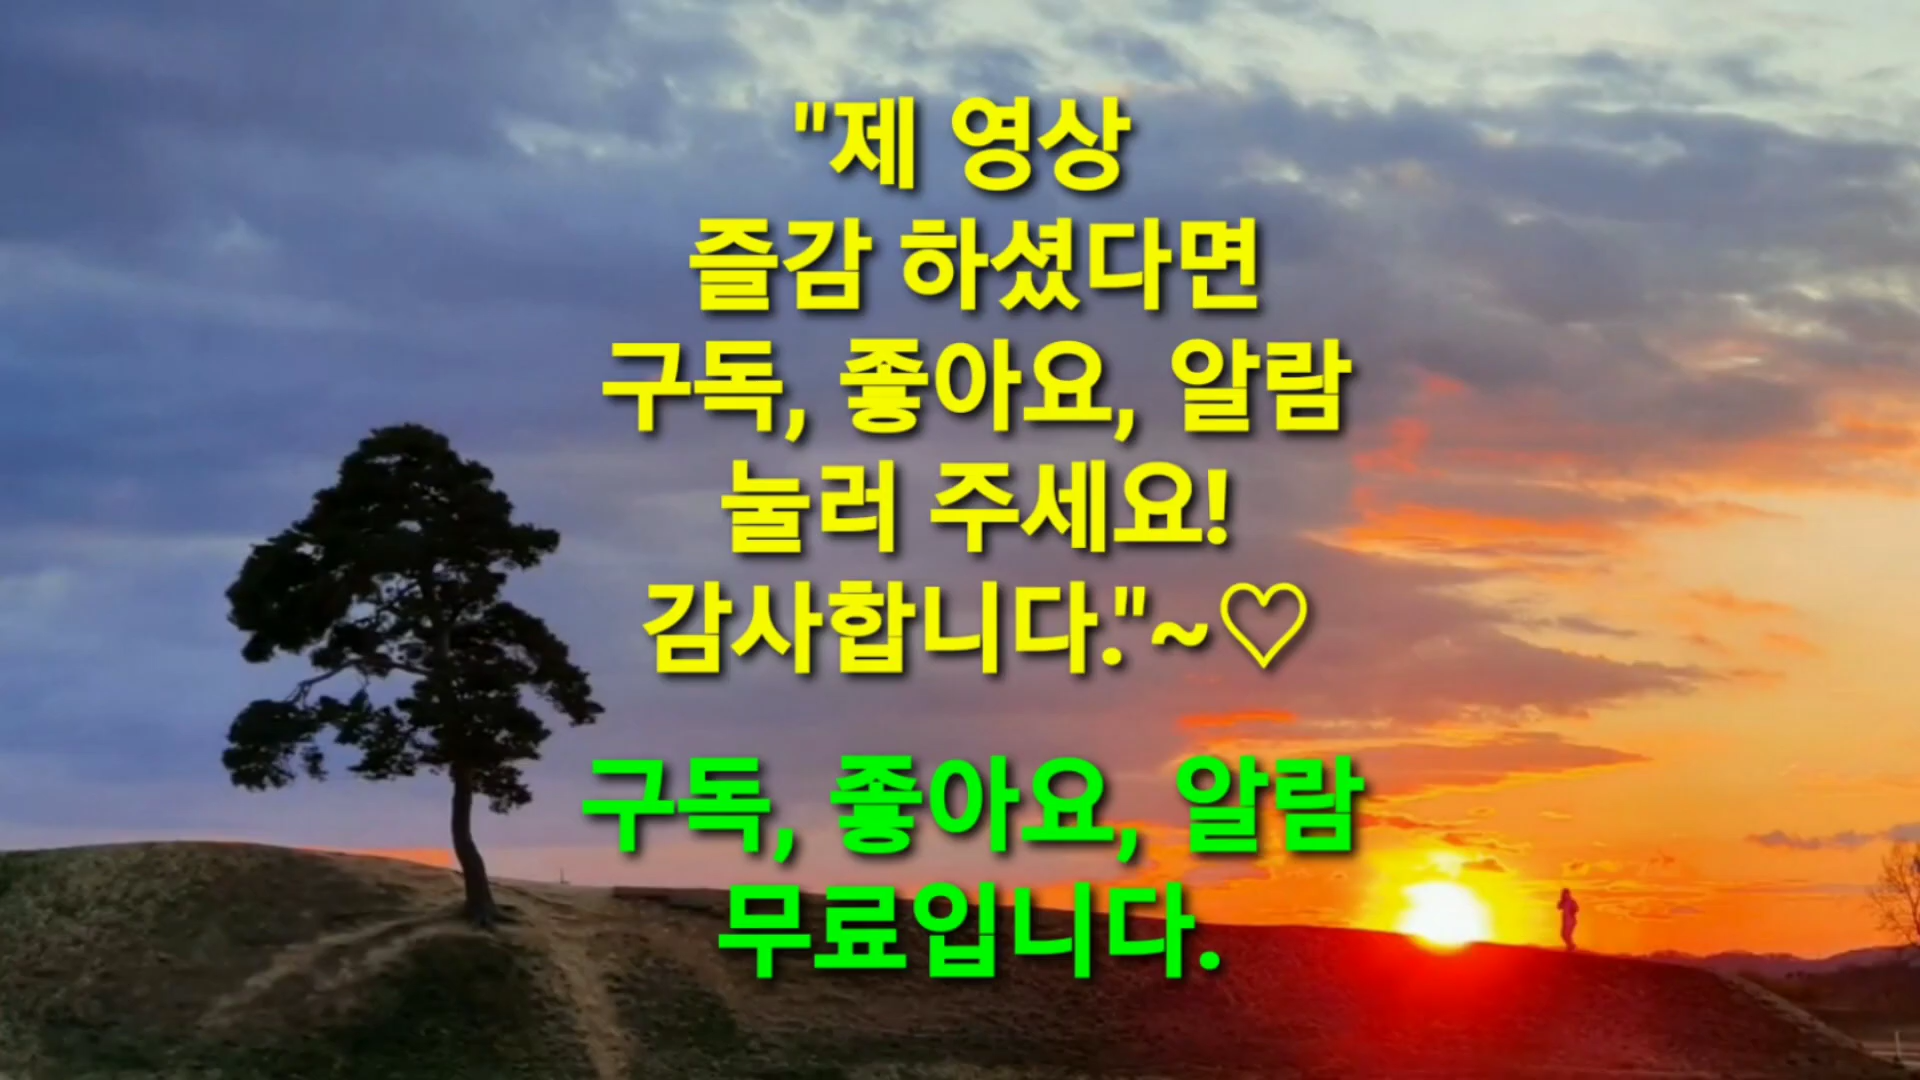 "제 영상
즐감 하셨다면
구독, 좋아요, 알람
눌러 주세요!
감사합니다."~♡
구독, 좋아요, 알람
무료입니다.